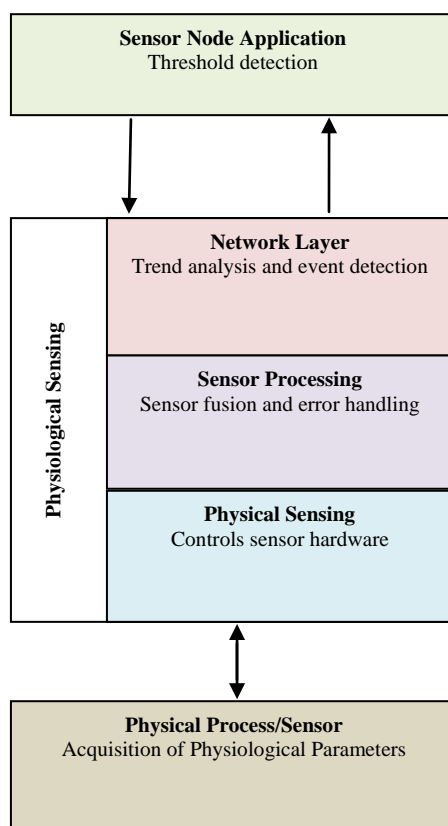 Sensor Node Application
Threshold detection
Physiological Sensing
Network Layer
Trend analysis and event detection
Sensor Processing
Sensor fusion and error handling
Physical Sensing
Controls sensor hardware
Physical Process/Sensor
Acquisition of Physiological Parameters